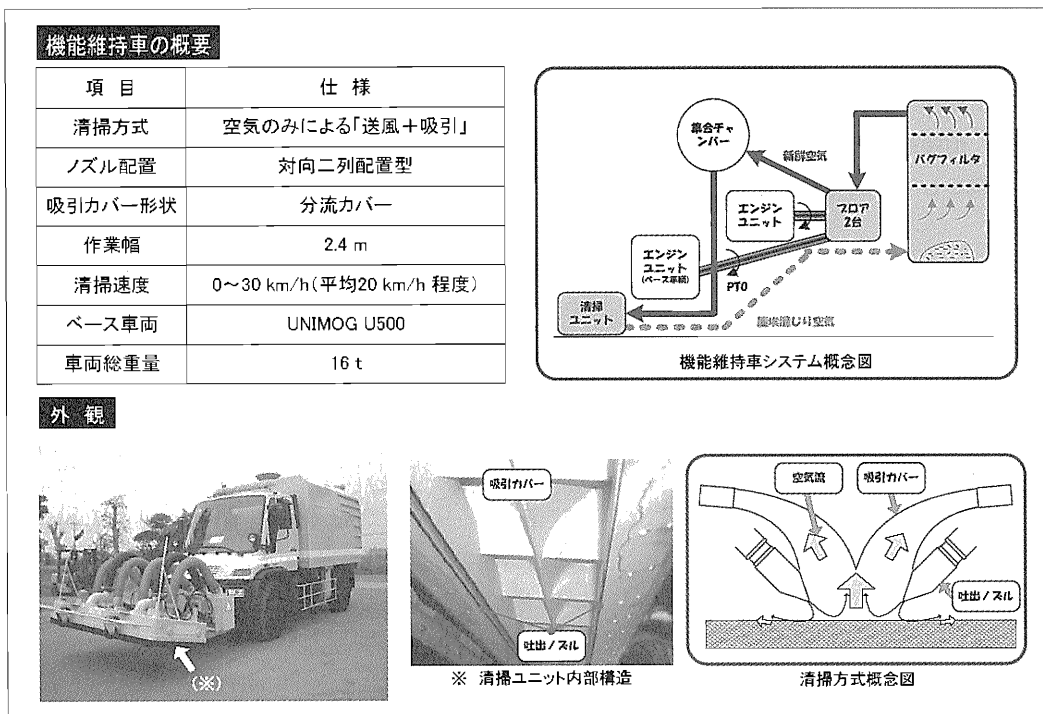 機能維持車の概要
項 目 仕 様
清掃方式 空気のみによる「送風+吸引」
ノズル配置 対向二列配置型
吸引カバー形状 分流カバー
作業幅 2.4 m
清掃速度 0～30 km/h(平均20 km/h 程度)
ベース車両 UNIMOG U500
車両総重量 16 t
集合チャ
ンバー
新鮮空気
バグフィルタ
エンジン
ユニット
ブロア
2台
エンジン
ユニット
(ベース車輌)
PTO
清掃
ユニット
塵埃混じり空気
機能維持車システム概念図
外 観
(※)
吸引カバー
吐出ノズル
※ 清掃ユニット内部構造
空気流
吸引カバー
吐出ノズル
清掃方式概念図